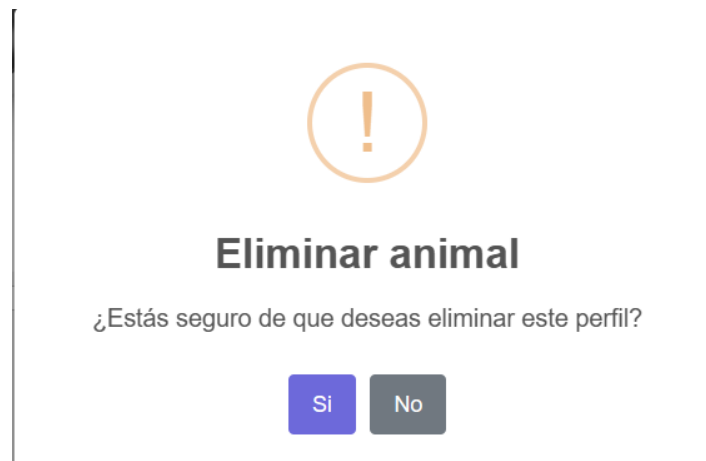 !
Eliminar animal
¿Estás seguro de que deseas eliminar este perfil?
Si No